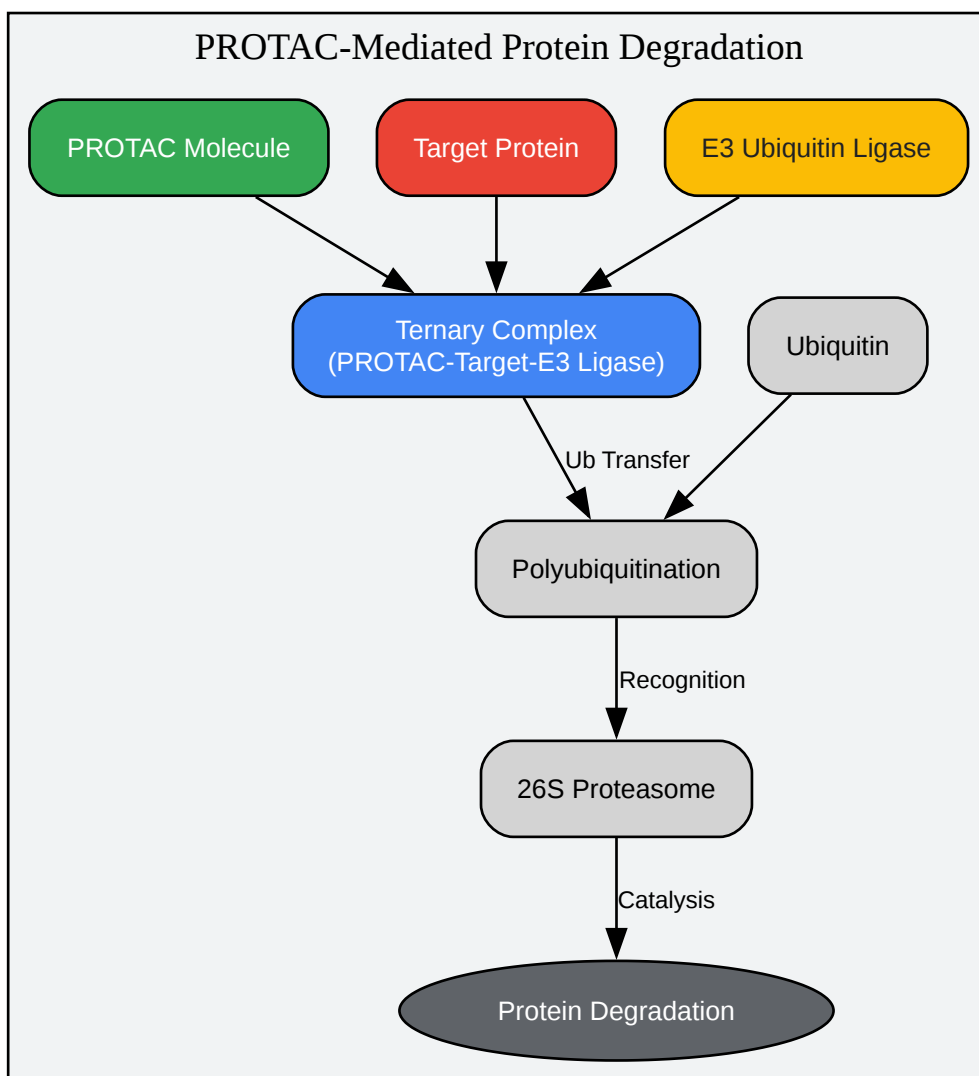 PROTAC-Mediated Protein Degradation
PROTAC Molecule
Target Protein
E3 Ubiquitin Ligase
Ternary Complex
(PROTAC-Target-E3 Ligase)
Ubiquitin
Ub Transfer
Polyubiquitination
Recognition
26S Proteasome
Catalysis
Protein Degradation